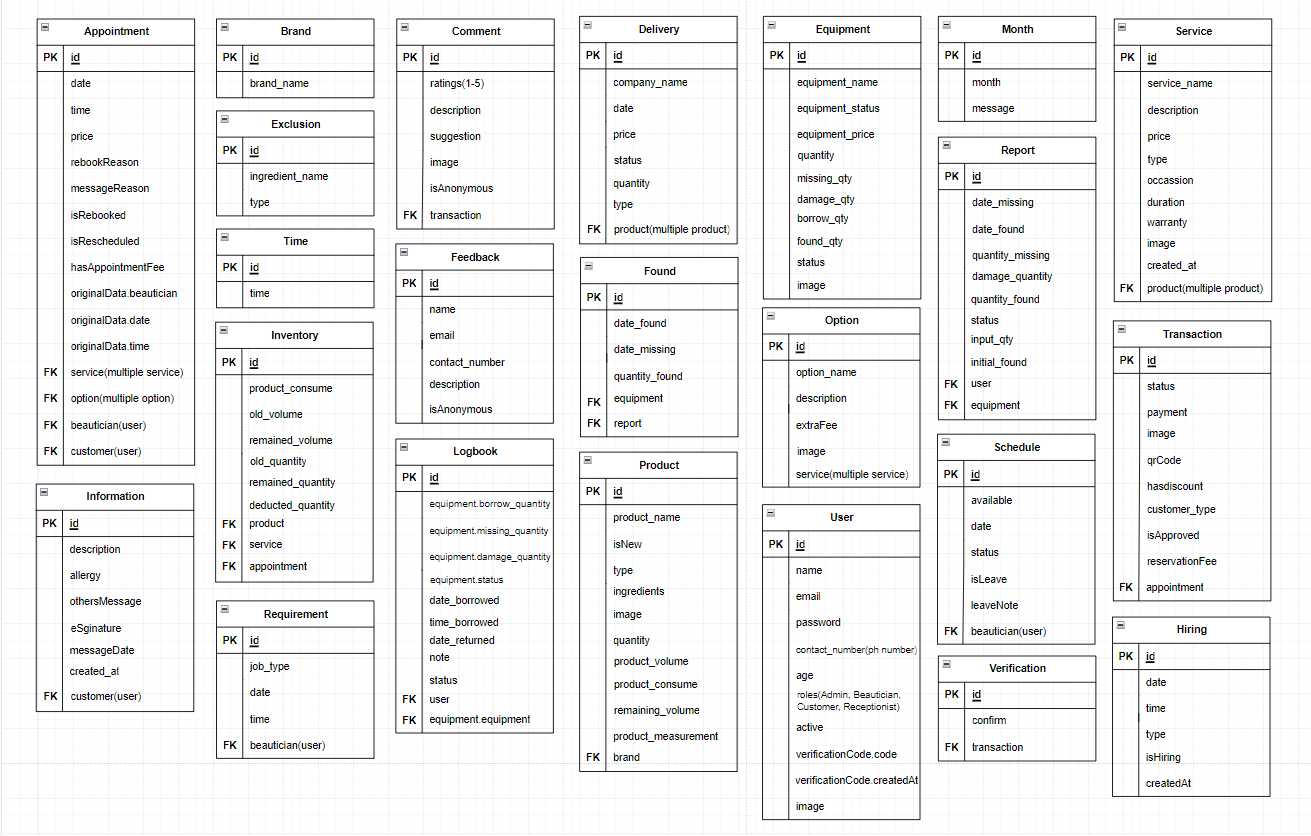 Appointment
PK id
date
time
price
rebookReason
messageReason
isRebooked
isRescheduled
hasAppointmentFee
originalData.beautician
originalData.date
originalData.time
FK service(multiple service)
FK option(multiple option)
FK beautician(user)
FK customer(user)
Information
PK id
description
allergy
othersMessage
eSginature
messageDate
created_at
FK customer(user)
Brand
PK id
brand_name
Exclusion
PK id
ingredient_name
type
Time
PK id
time
Inventory
PK id
product_consume
old_volume
remained_volume
old_quantity
remained_quantity
deducted_quantity
FK product
FK service
FK appointment
Requirement
PK id
job_type
date
time
FK beautician(user)
Comment
PK id
ratings(1-5)
description
suggestion
image
isAnonymous
FK transaction
Feedback
PK id
name
email
contact_number
description
isAnonymous
Logbook
PK id
equipment.borrow_quantity
equipment.missing_quantity
equipment.damage_quantity
equipment.status
date_borrowed
time_borrowed
date_returned
note
status
FK user
FK equipment.equipment
Delivery
PK id
company_name
date
price
status
quantity
type
FK product(multiple product)
Found
PK id
date_found
date_missing
quantity_found
FK equipment
FK report
Product
PK id
product_name
isNew
type
ingredients
image
quantity
product_volume
product_consume
remaining_volume
product_measurement
FK brand
Equipment
PK id
equipment_name
equipment_status
equipment_price
quantity
missing_qty
damage_qty
borrow_qty
found_qty
status
image
Option
PK id
option_name
description
extraFee
image
service(multiple service)
User
PK id
name
email
password
contact_number(ph number)
age
roles(Admin, Beautician,
Customer, Receptionist)
active
verificationCode.code
verificationCode.createdAt
image
Month
PK id
month
message
Report
PK id
date_missing
date_found
quantity_missing
damage_quantity
quantity_found
status
input_qty
initial_found
FK user
FK equipment
Schedule
PK id
available
date
status
isLeave
leaveNote
FK beautician(user)
Verification
PK id
confirm
FK transaction
Service
PK id
service_name
description
price
type
occassion
duration
warranty
image
created_at
FK product(multiple product)
Transaction
PK id
status
payment
image
qrCode
hasdiscount
customer_type
isApproved
reservationFee
FK appointment
Hiring
PK id
date
time
type
isHiring
createdAt